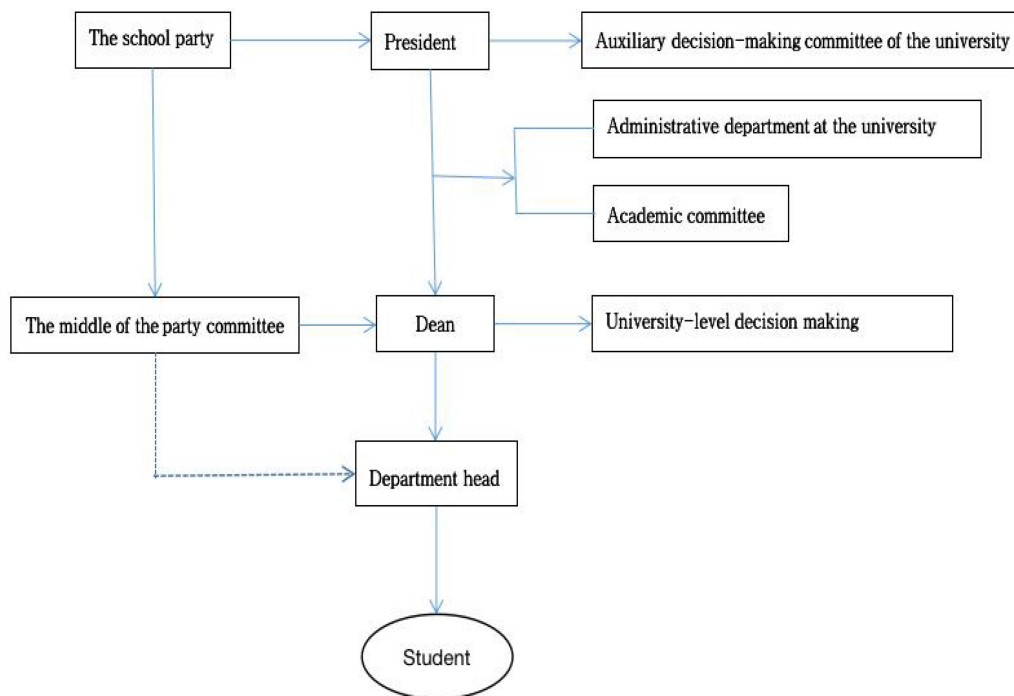 The school party
President
Auxiliary decision-making committee of the university
Administrative department at the university
Academic committee
The middle of the party committee
Dean
University-level decision making
Department head
Student